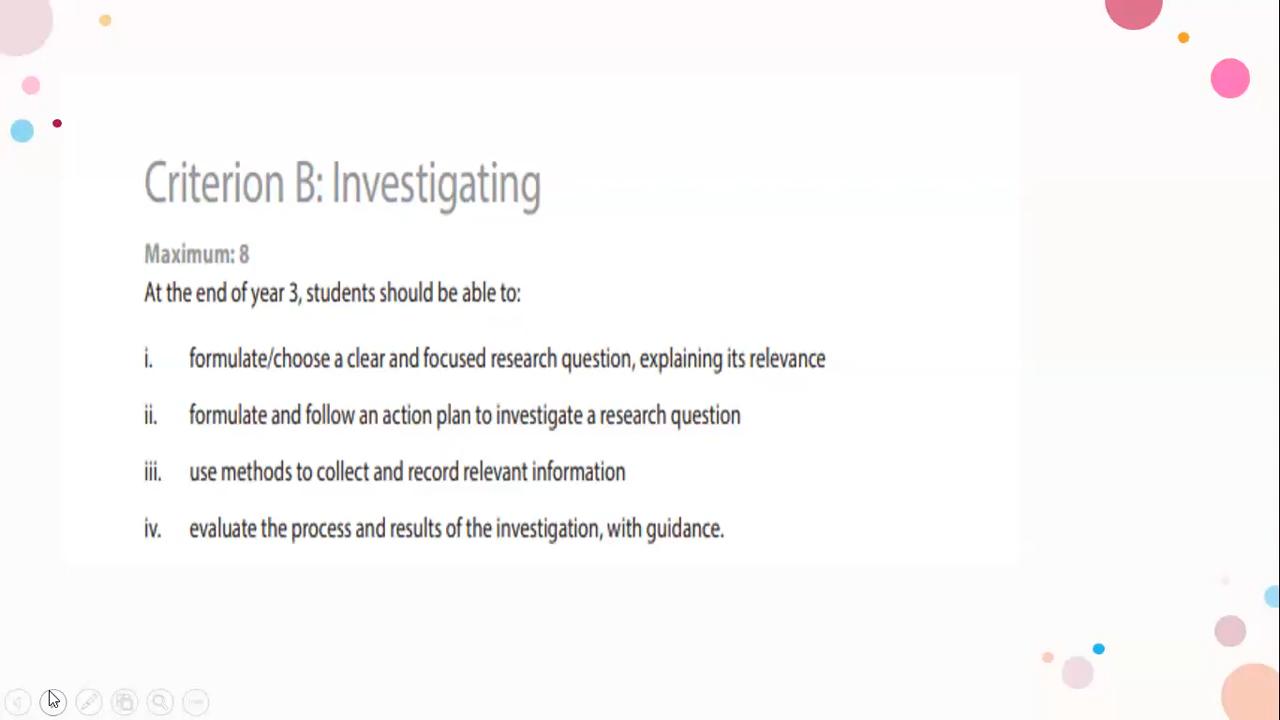 Criterion B: Investigating
Maximum: 8
At the end of year 3, students should be able to:
i. formulate/choose a clear and focused research question, explaining its relevance
ii. formulate and follow an action plan to investigate a research question
iii. use methods to collect and record relevant information
iv. evaluate the process and results of the investigation, with guidance.